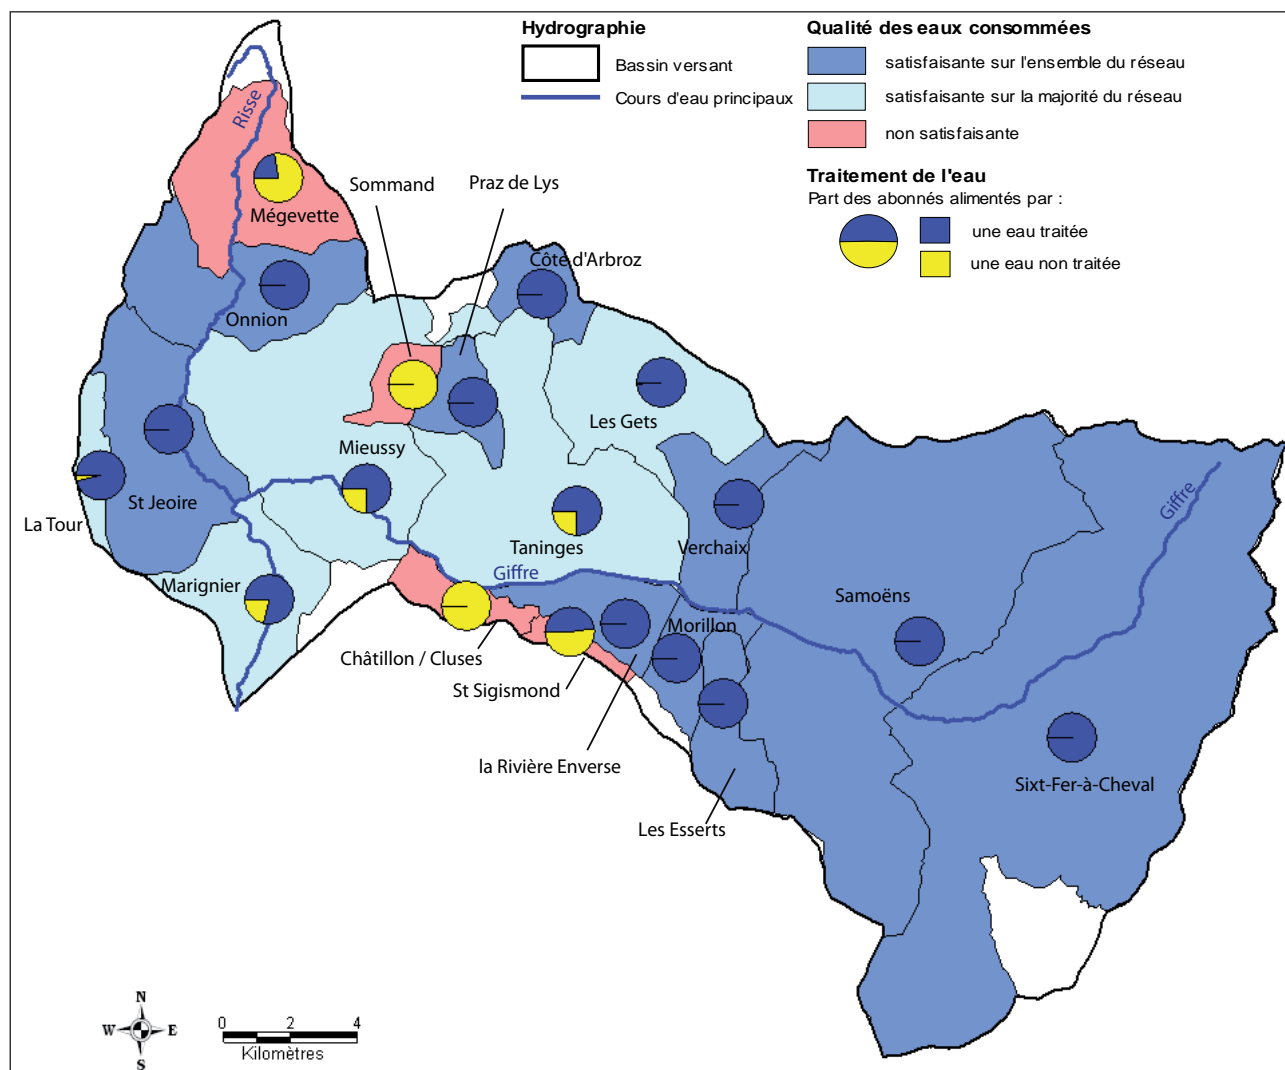 Hydrographie
Bassin versant
Cours d'eau principaux
Qualité des eaux consommées
satisfaisante sur l'ensemble du réseau
satisfaisante sur la majorité du réseau
non satisfaisante
Traitement de l'eau
Part des abonnés alimentés par :
une eau traitée
une eau non traitée
Risse
Mégevette
Sommand
Praz de Lys
Côte d'Arbroz
Onnion
Les Gets
Mieussy
St Jeoire
La Tour
Taninges
Verchaix
Giffre
Giffre
Marignier
Samoëns
Morillon
Châtillon / Cluses
St Sigismond
la Rivière Enverse
Les Esserts
Sixt-Fer-à-Cheval
N
W E
S
0 2 4
Kilomètres